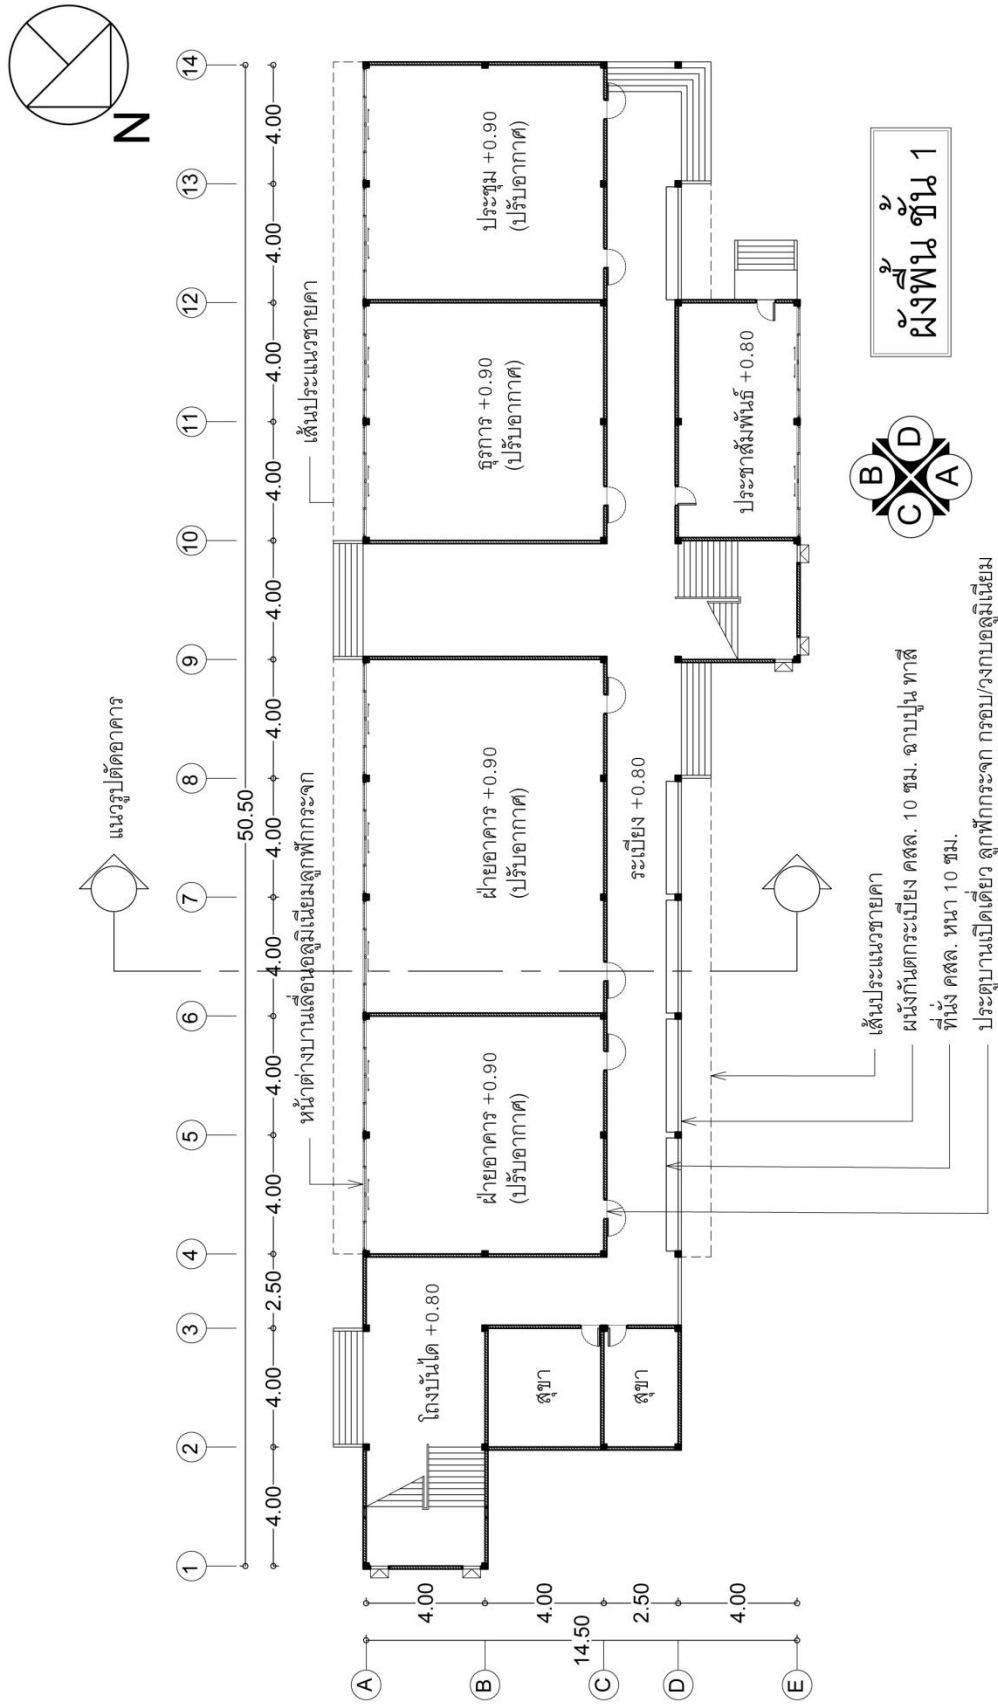 N
1
2
3
4
5
6
7
8
9
10
11
12
13
14
50.50
4.00
4.00
2.50
4.00
4.00
4.00
4.00
4.00
4.00
4.00
4.00
4.00
4.00
แนวรูปตัดอาคาร
หน้าต่างบานเลื่อนอลูมิเนียมลูกฟักกระจก
เส้นประแนวชายคา
A
B
C
D
E
4.00
4.00
2.50
4.00
14.50
โถงบันได +0.80
สุขา
สุขา
ฝ่ายอาคาร +0.90
(ปรับอากาศ)
ฝ่ายอาคาร +0.90
(ปรับอากาศ)
ธุรการ +0.90
(ปรับอากาศ)
ประชุม +0.90
(ปรับอากาศ)
ระเบียง +0.80
ประชาสัมพันธ์ +0.80
เส้นประแนวชายคา
ผนังกันตกระเบียง คสล. 10 ซม. ฉาบปูน ทาสี
ที่นั่ง คสล. หนา 10 ซม.
ประตูบานเปิดเดี่ยว ลูกฟักกระจก กรอบ/วงกบอลูมิเนียม
B
C
D
A
ผังพื้น ชั้น 1